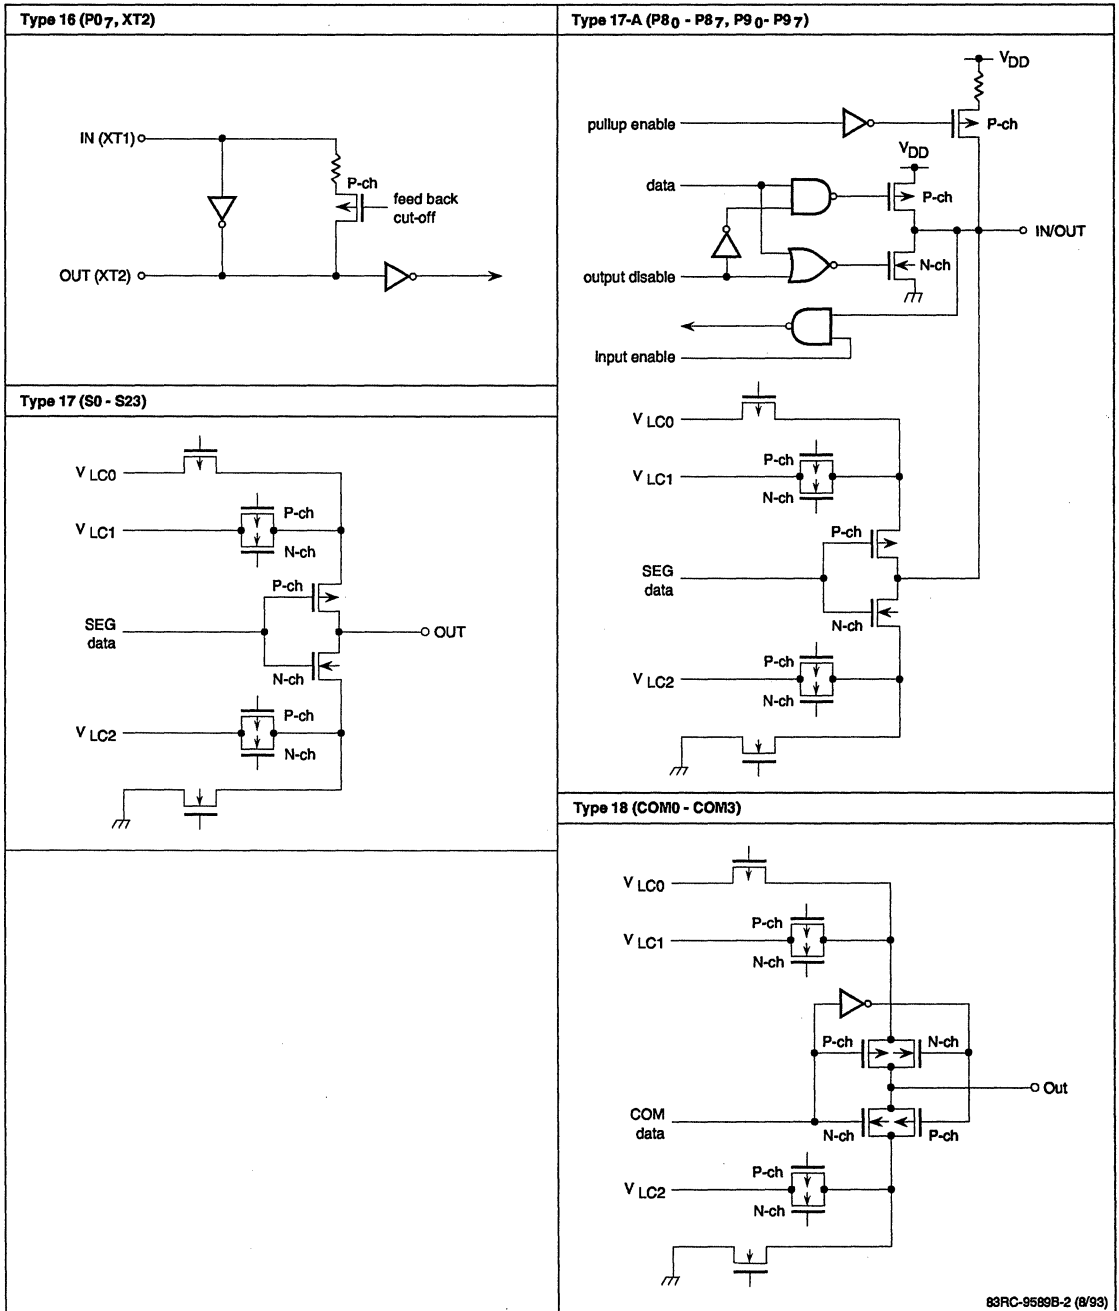 Type 16 (P07, XT2)
IN (XT1)
P-ch
feed back
cut-off
OUT (XT2)
Type 17 (S0 - S23)
V LC0
V LC1
P-ch
N-ch
P-ch
SEG
data
OUT
N-ch
V LC2
P-ch
N-ch
Type 17-A (P80 - P87, P90- P97)
VDD
pullup enable
P-ch
VDD
data
P-ch
IN/OUT
output disable
N-ch
Input enable
V LC0
P-ch
V LC1
N-ch
P-ch
SEG
data
N-ch
P-ch
V LC2
N-ch
Type 18 (COM0 - COM3)
V LC0
P-ch
V LC1
N-ch
P-ch
N-ch
Out
COM
data
N-ch
P-ch
P-ch
V LC2
N-ch
83RC-9589B-2 (8/93)